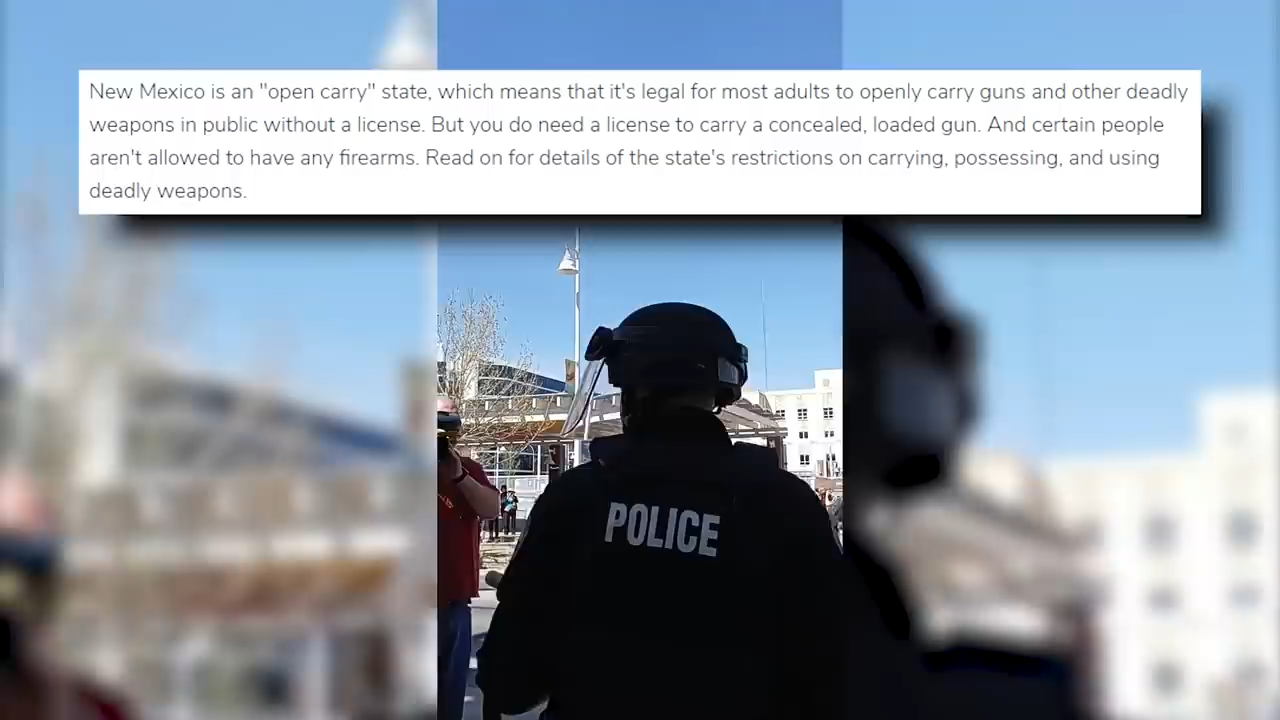 New Mexico is an "open carry" state, which means that it's legal for most adults to openly carry guns and other deadly
weapons in public without a license. But you do need a license to carry a concealed, loaded gun. And certain people
aren't allowed to have any firearms. Read on for details of the state's restrictions on carrying, possessing, and using
deadly weapons.
POLICE